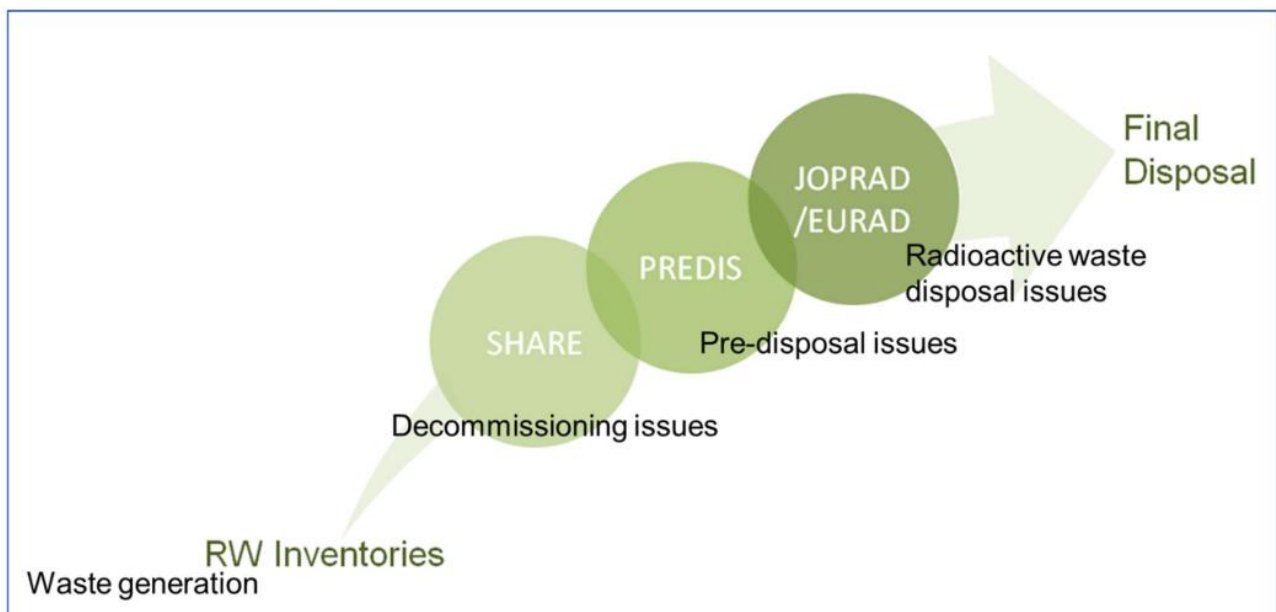 Final
Disposal
JOPRAD
/EURAD
Radioactive waste
disposal issues
PREDIS
Pre-disposal issues
SHARE
Decommissioning issues
RW Inventories
Waste generation